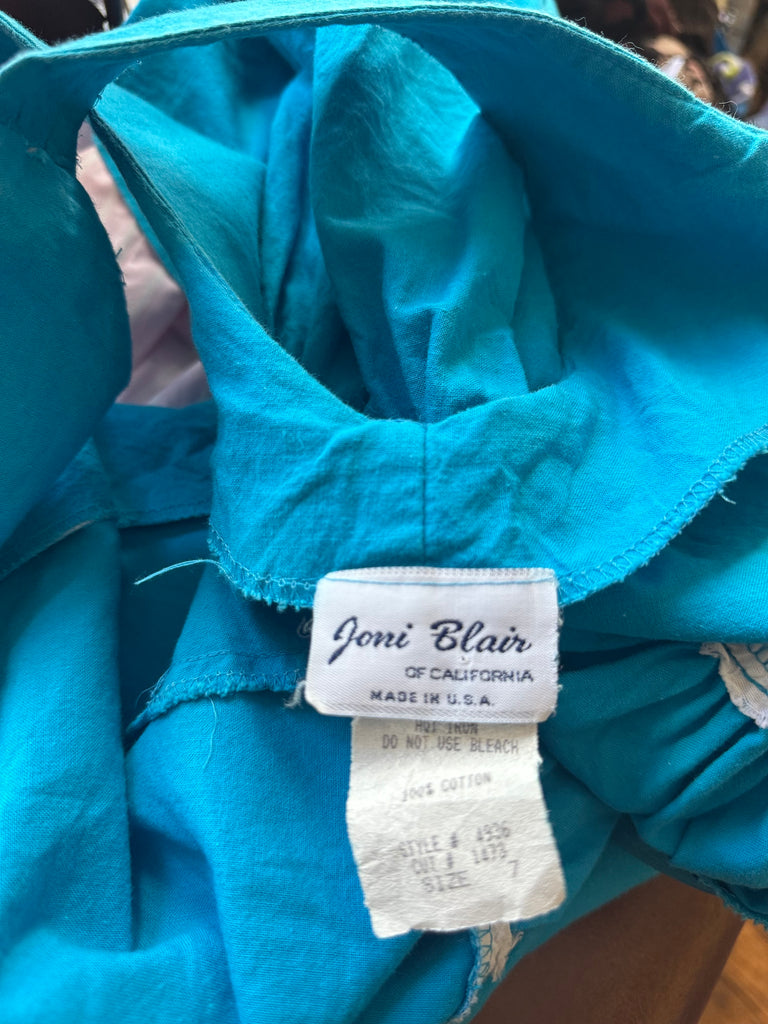 Joni Blair
OF CALIFORNIA
MADE IN U.S.A.
HOT IRON
DO NOT USE BLEACH
100% COTTON
STYLE # 4936
CUT # 1473
SIZE 7